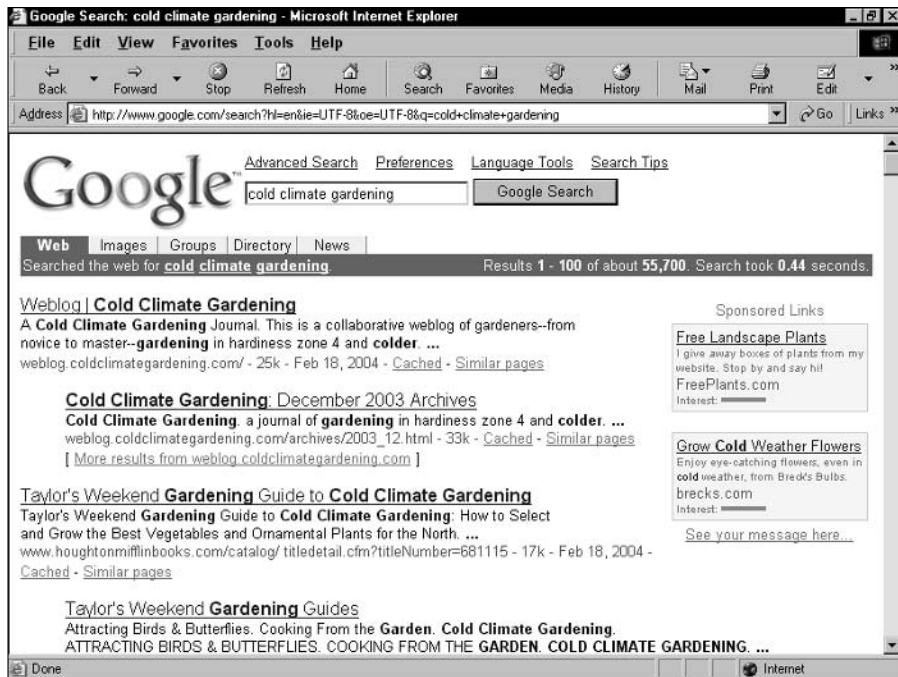 Google Search: cold climate gardening - Microsoft Internet Explorer
File Edit View Favorites Tools Help
Back Forward Stop Refresh Home Search Favorites Media History Mail Print Edit
Address http://www.google.com/search?hl=en&ie=UTF-8&oe=UTF-8&q=cold+climate+gardening Go Links
Google™
Advanced Search Preferences Language Tools Search Tips
cold climate gardening Google Search
Web Images Groups Directory News
Searched the web for cold climate gardening. Results 1 - 100 of about 55,700. Search took 0.44 seconds.
Weblog | Cold Climate Gardening
A Cold Climate Gardening Journal. This is a collaborative weblog of gardeners--from
novice to master--gardening in hardiness zone 4 and colder. ...
weblog.coldclimategardening.com/ - 25k - Feb 18, 2004 - Cached - Similar pages
Cold Climate Gardening: December 2003 Archives
Cold Climate Gardening. a journal of gardening in hardiness zone 4 and colder. ...
weblog.coldclimategardening.com/archives/2003_12.html - 33k - Cached - Similar pages
[ More results from weblog.coldclimategardening.com ]
Taylor's Weekend Gardening Guide to Cold Climate Gardening
Taylor's Weekend Gardening Guide to Cold Climate Gardening: How to Select
and Grow the Best Vegetables and Ornamental Plants for the North. ...
www.houghtonmifflinbooks.com/catalog/ titledetail.cfm?titleNumber=681115 - 17k - Feb 18, 2004 -
Cached - Similar pages
Taylor's Weekend Gardening Guides
Attracting Birds & Butterflies. Cooking From the Garden. Cold Climate Gardening.
ATTRACTING BIRDS & BUTTERFLIES. COOKING FROM THE GARDEN. COLD CLIMATE GARDENING. ...
Sponsored Links
Free Landscape Plants
I give away boxes of plants from my
website. Stop by and say hi!
FreePlants.com
Interest:
Grow Cold Weather Flowers
Enjoy eye-catching flowers, even in
cold weather, from Breck's Bulbs.
brecks.com
Interest:
See your message here...
Done Internet